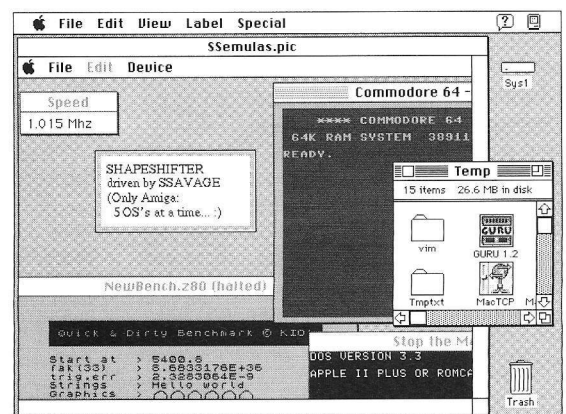 File Edit View Label Special
SSemulas.pic
File Edit Device
Sys1
Speed
1.015 Mhz
Commodore 64 -
**** COMMODORE 64
64K RAM SYSTEM 38911
READY.
SHAPESHIFTER
driven by SSAVAGE
(Only Amiga:
5 OS's at a time... :)
Temp
15 items 26.6 MB in disk
vim
GURU
GURU 1.2
Tmptxt
MacTCP
M
NewBench.z80 (halted)
Quick & Dirty Benchmark © KIO
Start at > 5400.5
fak(33) > 8.6833176E+36
trig.err > 2.3283064E-9
Strings > Hello world
Graphics >
Stop the M
DOS VERSION 3.3
APPLE II PLUS OR ROMCA
Trash